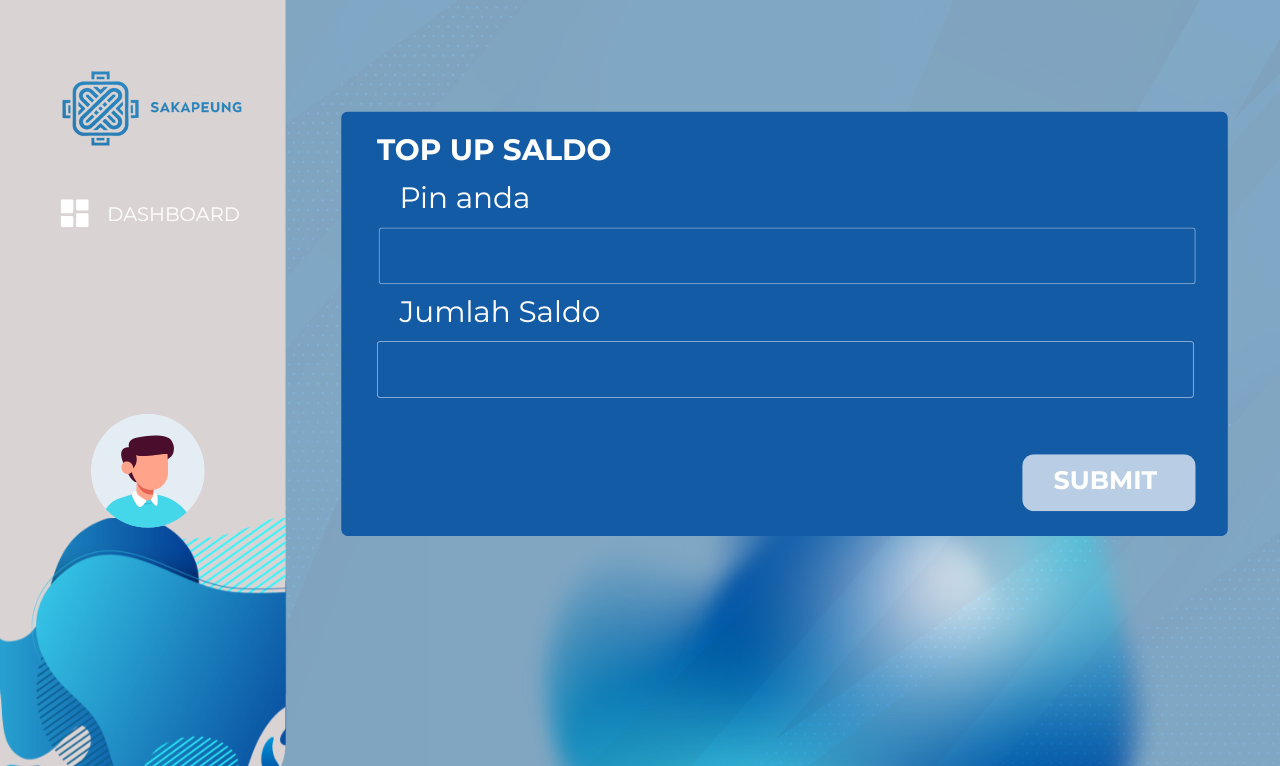 SAKAPEUNG
DASHBOARD
TOP UP SALDO
Pin anda
Jumlah Saldo
SUBMIT